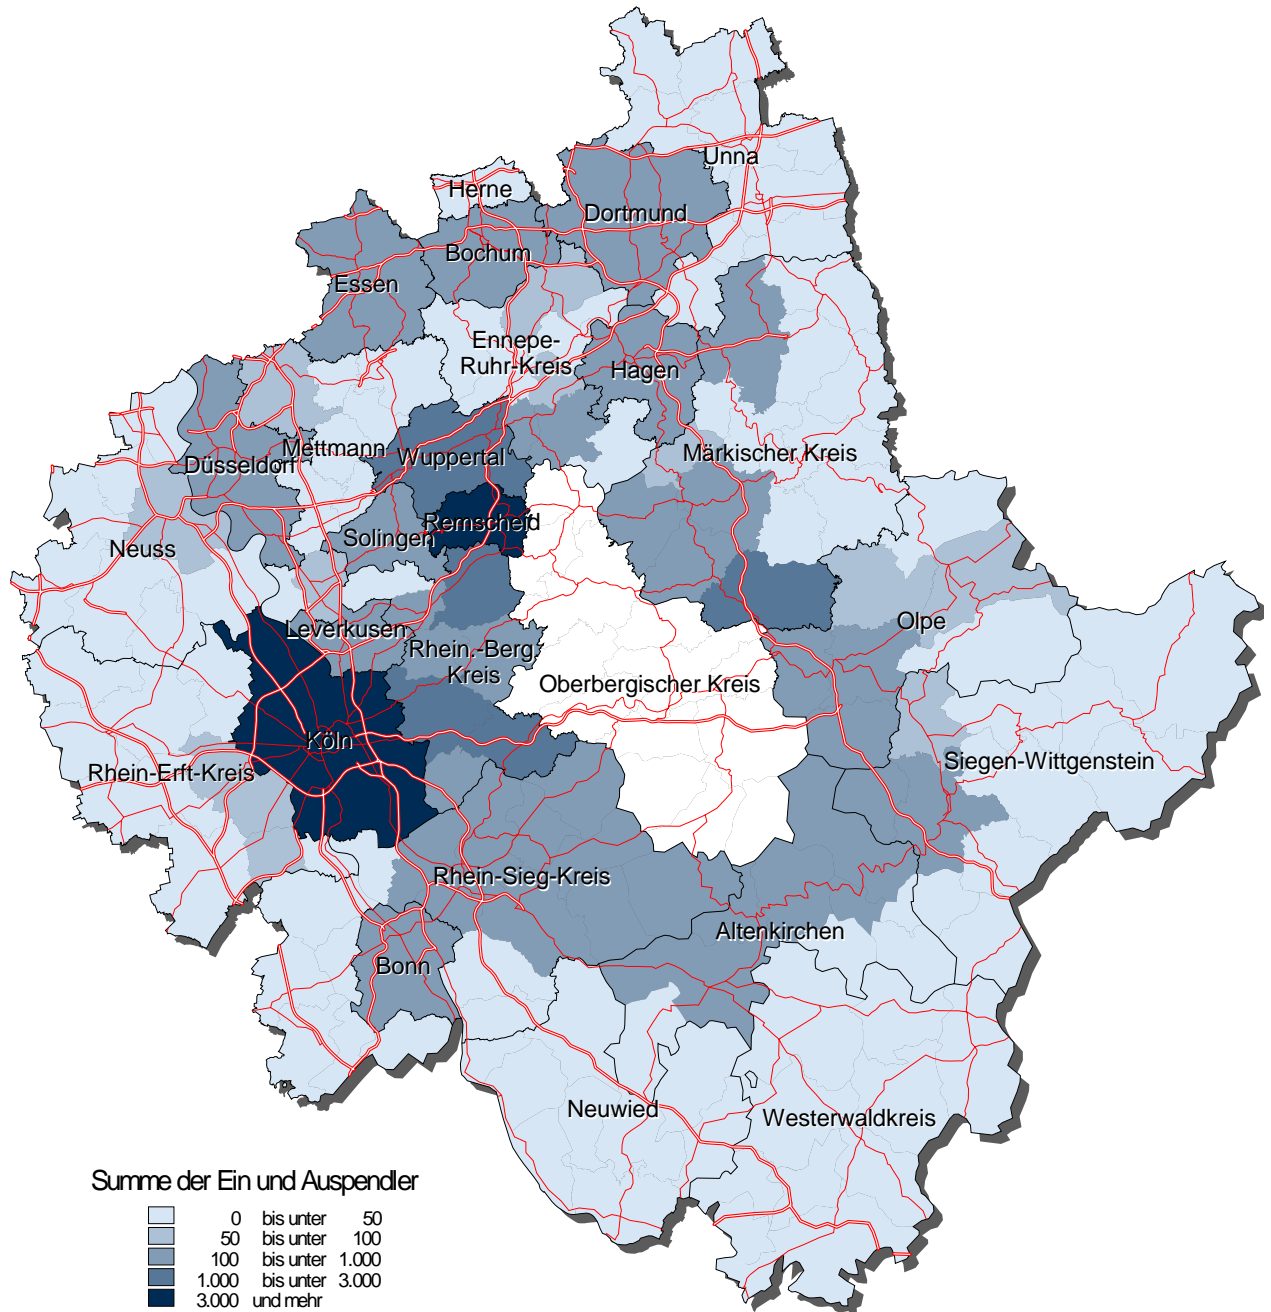 Unna
Herne
Dortmund
Bochum
Essen
Ennepe-
Ruhr-Kreis
Hagen
Mettmann
Märkischer Kreis
Düsseldorf
Wuppertal
Remscheid
Solingen
Neuss
Olpe
Leverkusen
Rhein.-Berg.
Kreis
Oberbergischer Kreis
Köln
Siegen-Wittgenstein
Rhein-Erft-Kreis
Rhein-Sieg-Kreis
Altenkirchen
Bonn
Neuwied
Westerwaldkreis
Summe der Ein und Auspendler
0 bis unter 50
50 bis unter 100
100 bis unter 1.000
1.000 bis unter 3.000
3.000 und mehr